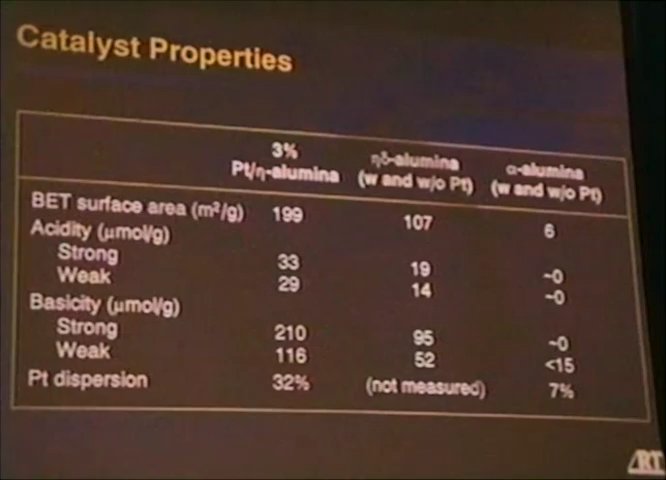 Catalyst Properties
3% Pt/η-alumina ηδ-alumina (w and w/o Pt) α-alumina (w and w/o Pt)
BET surface area (m²/g) 199 107 6
Acidity (μmol/g)
Strong 33 19 ~0
Weak 29 14 ~0
Basicity (μmol/g)
Strong 210 95 ~0
Weak 116 52 <15
Pt dispersion 32% (not measured) 7%